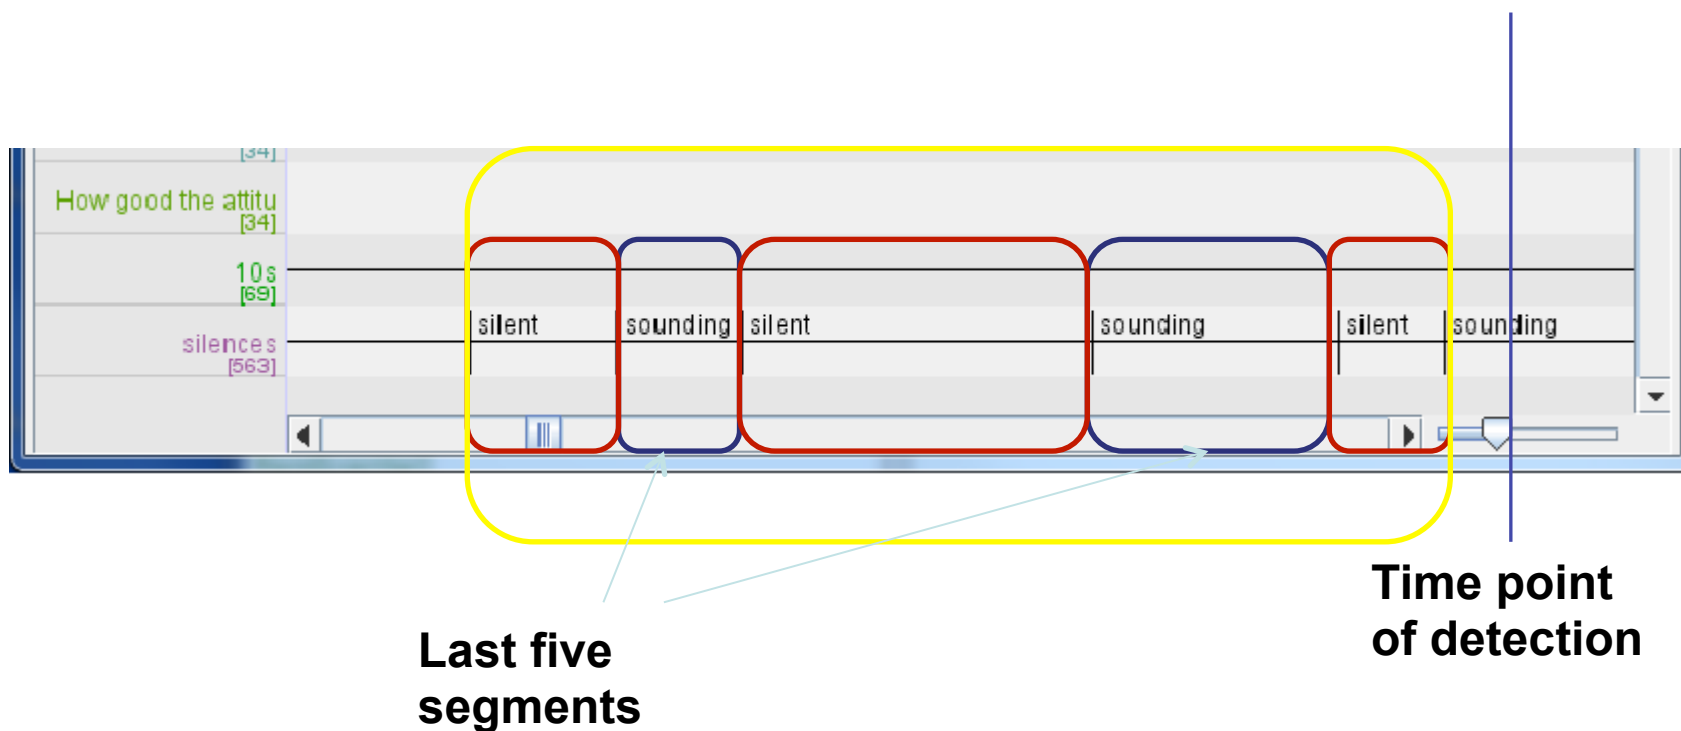 [34]
How good the attitu
[34]
10s
[69]
silent sounding silent sounding silent sounding
silences
[563]
Time point
of detection
Last five
segments